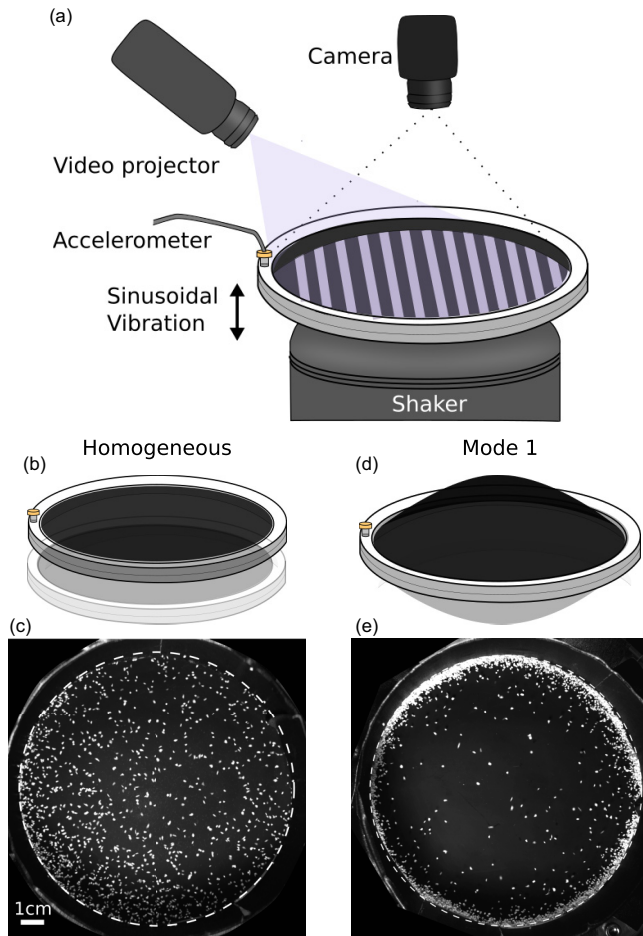 (a)
Camera
Video projector
Accelerometer
Sinusoidal
Vibration
Shaker
Homogeneous
Mode 1
(b)
(d)
(c)
(e)
1cm